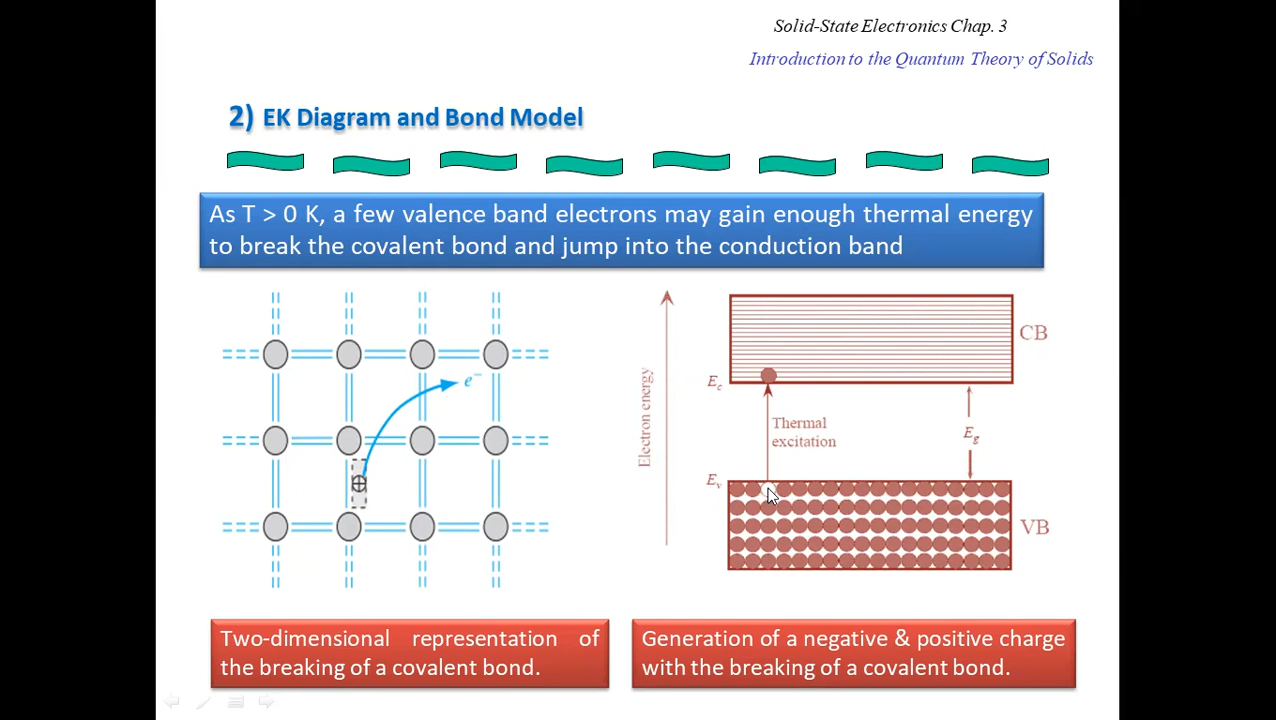 Solid-State Electronics Chap. 3
Introduction to the Quantum Theory of Solids
2) EK Diagram and Bond Model
As T > 0 K, a few valence band electrons may gain enough thermal energy
to break the covalent bond and jump into the conduction band
e⁻
Electron energy
CB
Ec
Thermal
excitation
Eg
Ev
VB
Two-dimensional representation of
the breaking of a covalent bond.
Generation of a negative & positive charge
with the breaking of a covalent bond.